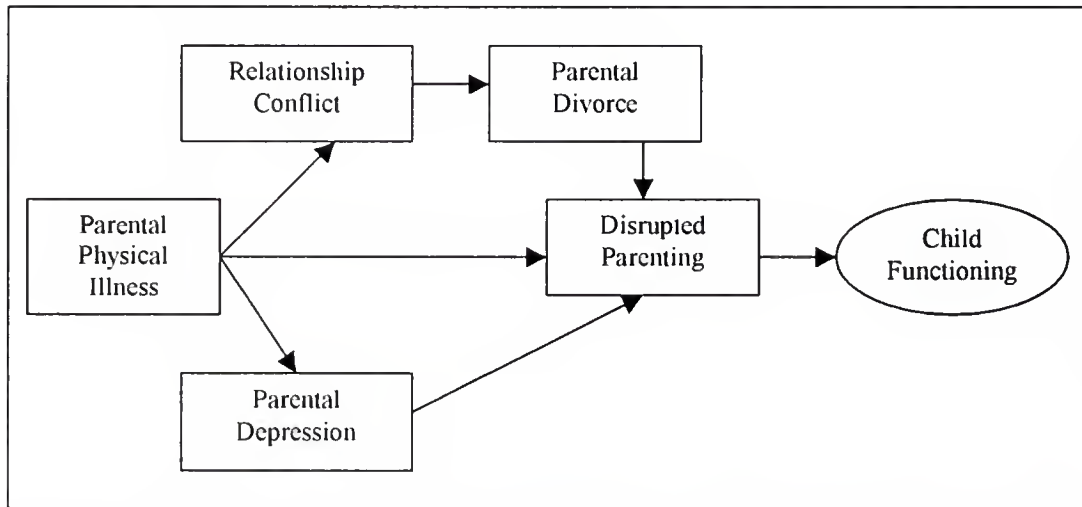 Relationship
Conflict
Parental
Divorce
Parental
Physical
Illness
Disrupted
Parenting
Child
Functioning
Parental
Depression